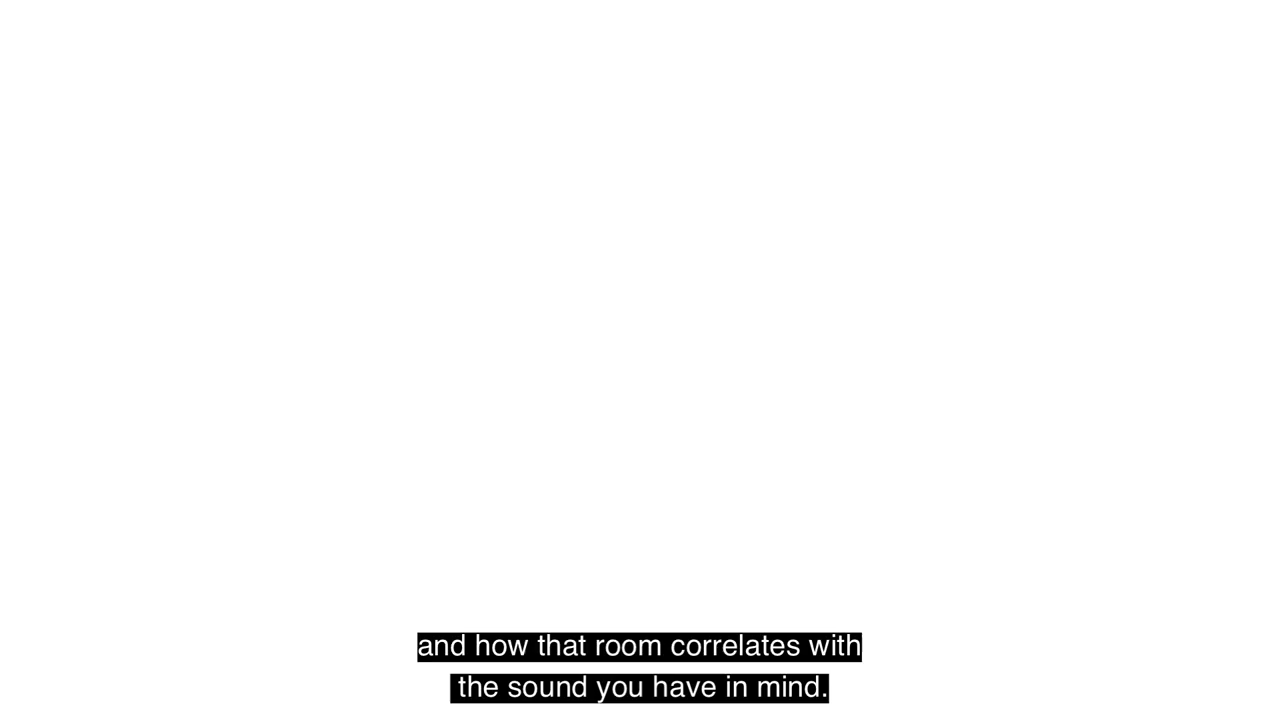 and how that room correlates with
the sound you have in mind.